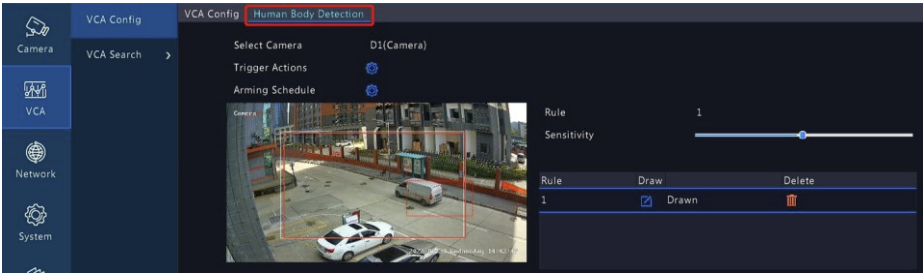 VCA Config
VCA Config Human Body Detection
Camera
VCA Search >
Select Camera D1(Camera)
Trigger Actions
Arming Schedule
VCA
Camera
Rule 1
Sensitivity
Network
Rule Draw Delete
1 Drawn
System
Wednesday